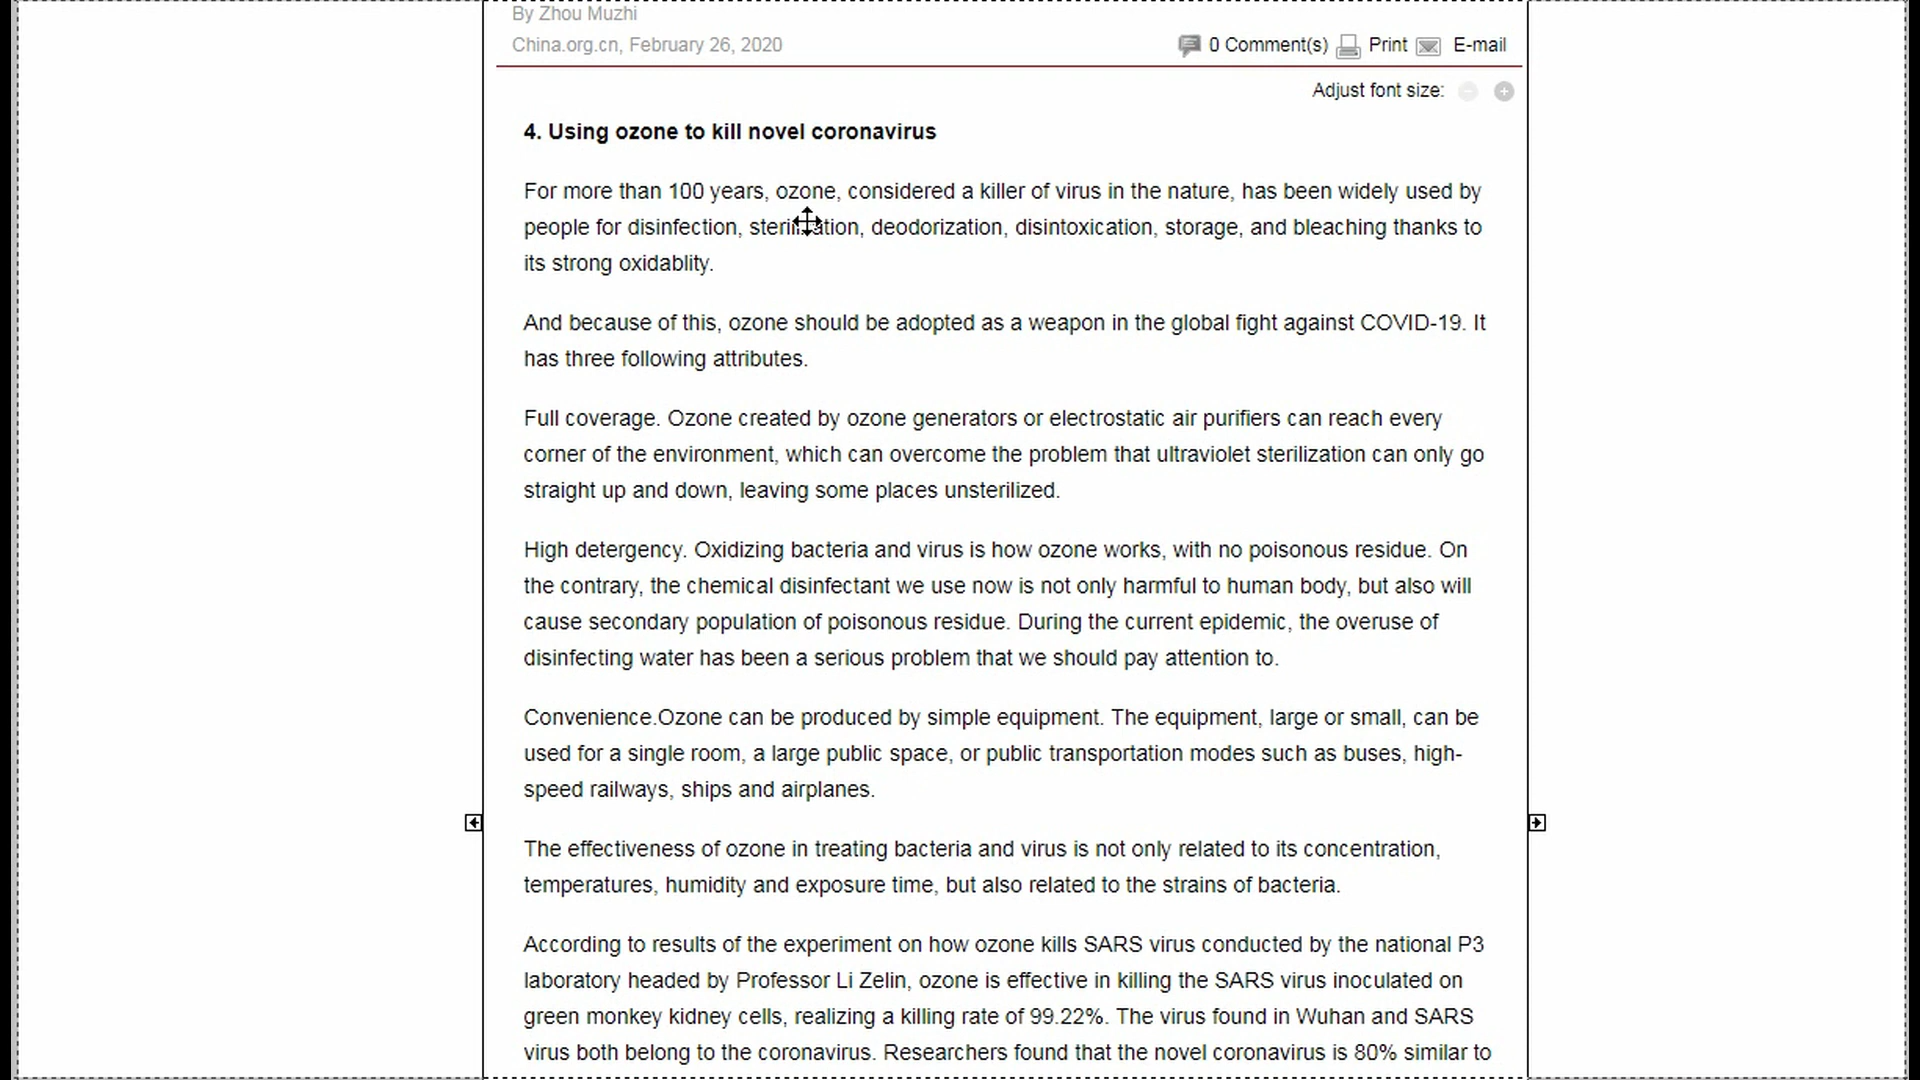 By Zhou Muzhi
China.org.cn, February 26, 2020
0 Comment(s) Print E-mail
Adjust font size:
4. Using ozone to kill novel coronavirus
For more than 100 years, ozone, considered a killer of virus in the nature, has been widely used by
people for disinfection, sterilization, deodorization, disintoxication, storage, and bleaching thanks to
its strong oxidablity.
And because of this, ozone should be adopted as a weapon in the global fight against COVID-19. It
has three following attributes.
Full coverage. Ozone created by ozone generators or electrostatic air purifiers can reach every
corner of the environment, which can overcome the problem that ultraviolet sterilization can only go
straight up and down, leaving some places unsterilized.
High detergency. Oxidizing bacteria and virus is how ozone works, with no poisonous residue. On
the contrary, the chemical disinfectant we use now is not only harmful to human body, but also will
cause secondary population of poisonous residue. During the current epidemic, the overuse of
disinfecting water has been a serious problem that we should pay attention to.
Convenience.Ozone can be produced by simple equipment. The equipment, large or small, can be
used for a single room, a large public space, or public transportation modes such as buses, high-
speed railways, ships and airplanes.
The effectiveness of ozone in treating bacteria and virus is not only related to its concentration,
temperatures, humidity and exposure time, but also related to the strains of bacteria.
According to results of the experiment on how ozone kills SARS virus conducted by the national P3
laboratory headed by Professor Li Zelin, ozone is effective in killing the SARS virus inoculated on
green monkey kidney cells, realizing a killing rate of 99.22%. The virus found in Wuhan and SARS
virus both belong to the coronavirus. Researchers found that the novel coronavirus is 80% similar to